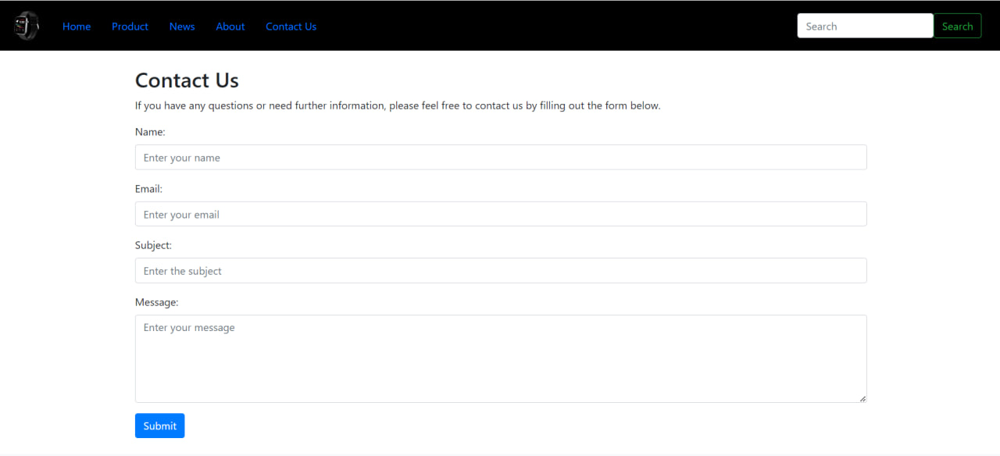 Home Product News About Contact Us Search Search
Contact Us
If you have any questions or need further information, please feel free to contact us by filling out the form below.
Name:
Enter your name
Email:
Enter your email
Subject:
Enter the subject
Message:
Enter your message
Submit